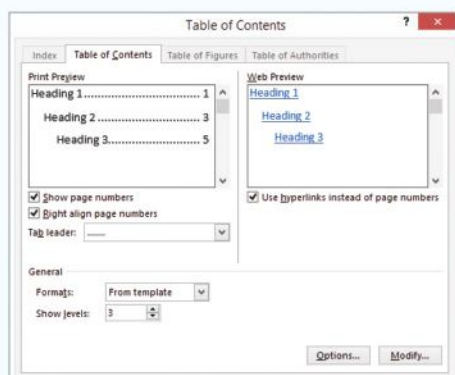 Table of Contents
?
×
Index
Table of Contents
Table of Figures
Table of Authorities
Print Preview
Heading 1.................................. 1
Heading 2 ............................... 3
Heading 3............................ 5
Show page numbers
Right align page numbers
Tab leader: .......
Web Preview
Heading 1
Heading 2
Heading 3
Use hyperlinks instead of page numbers
General
Formats: From template
Show levels: 3
Options... Modify...